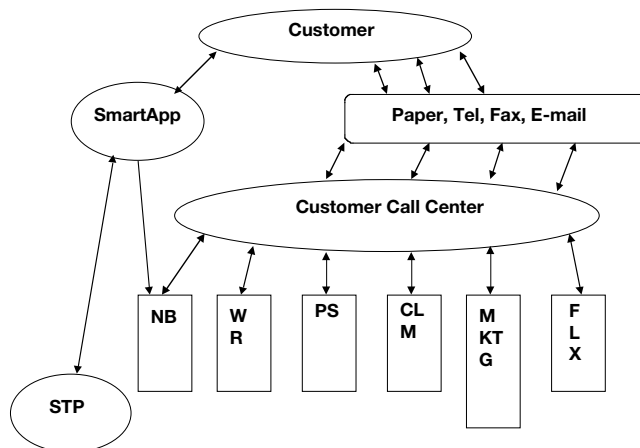 Customer
SmartApp
Paper, Tel, Fax, E-mail
Customer Call Center
NB
W
R
PS
CL
M
M
KT
G
F
L
X
STP